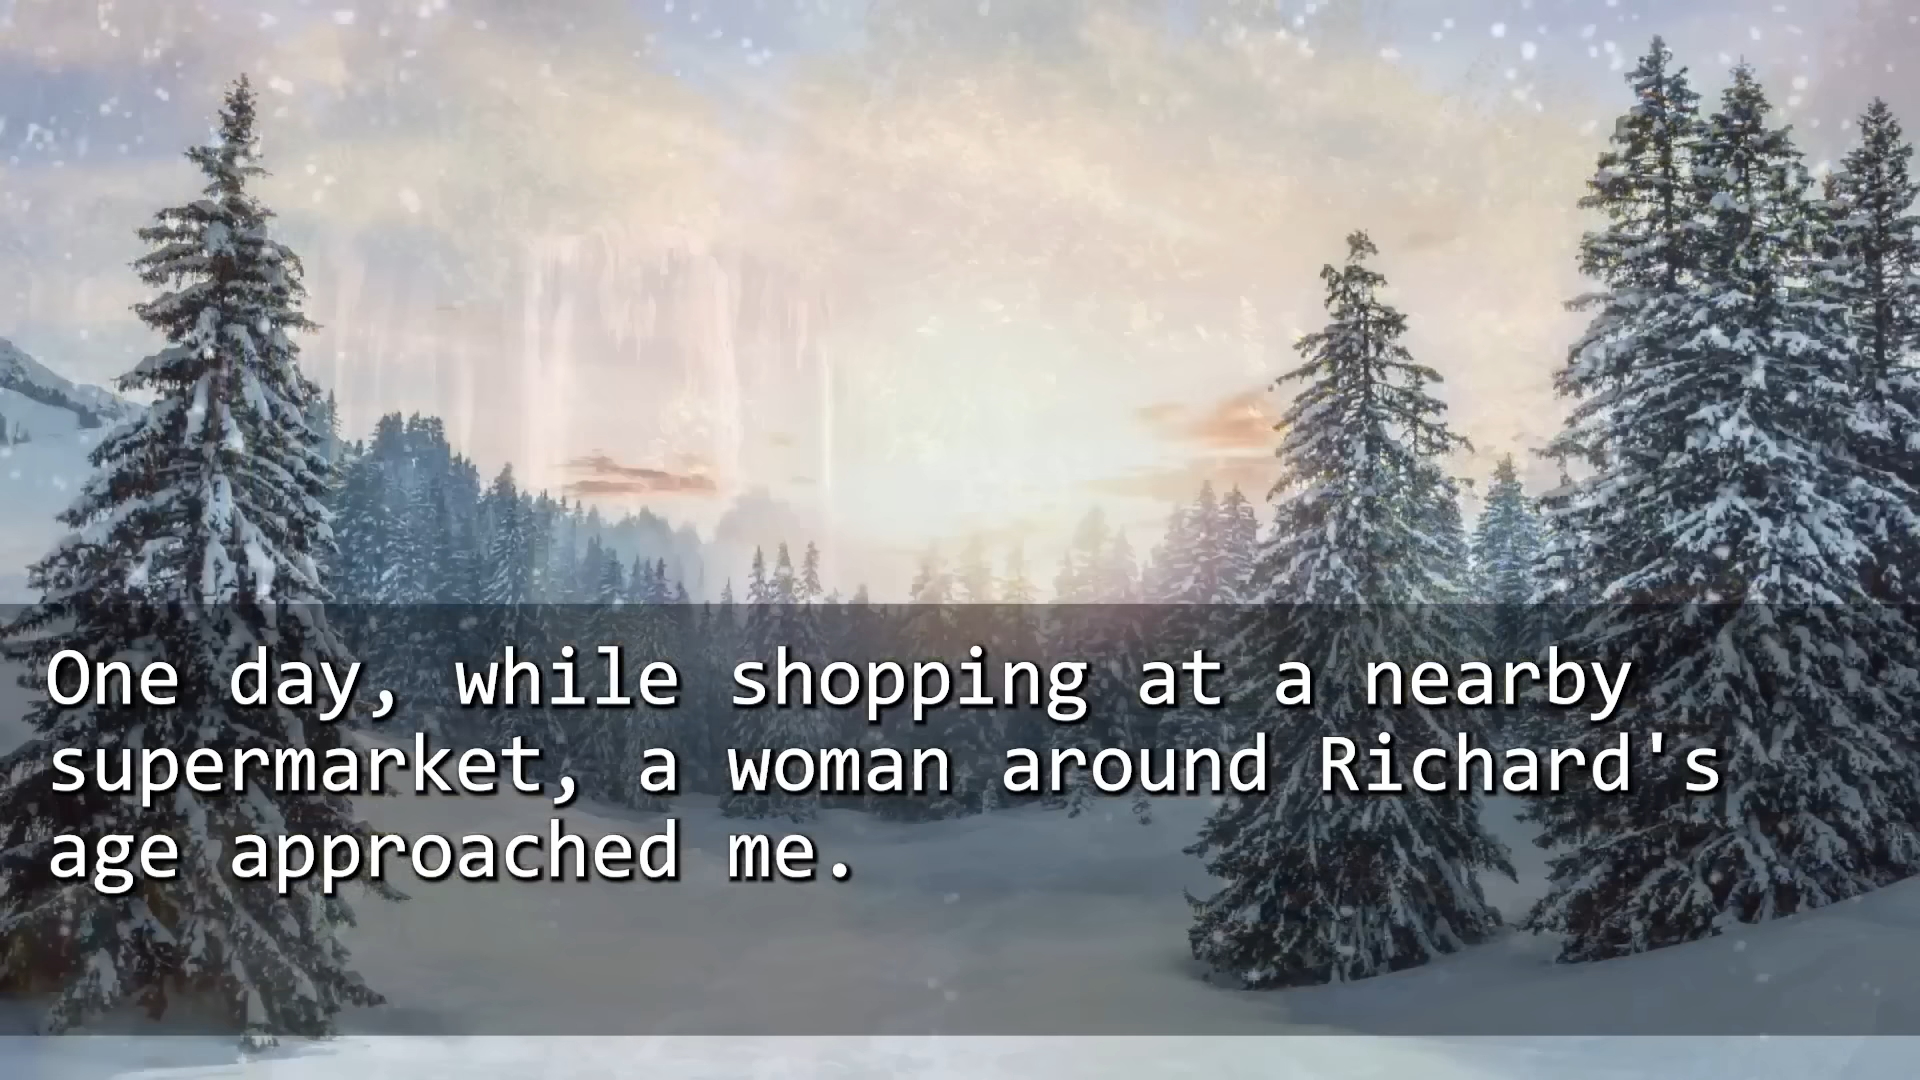 One day, while shopping at a nearby
supermarket, a woman around Richard's
age approached me.